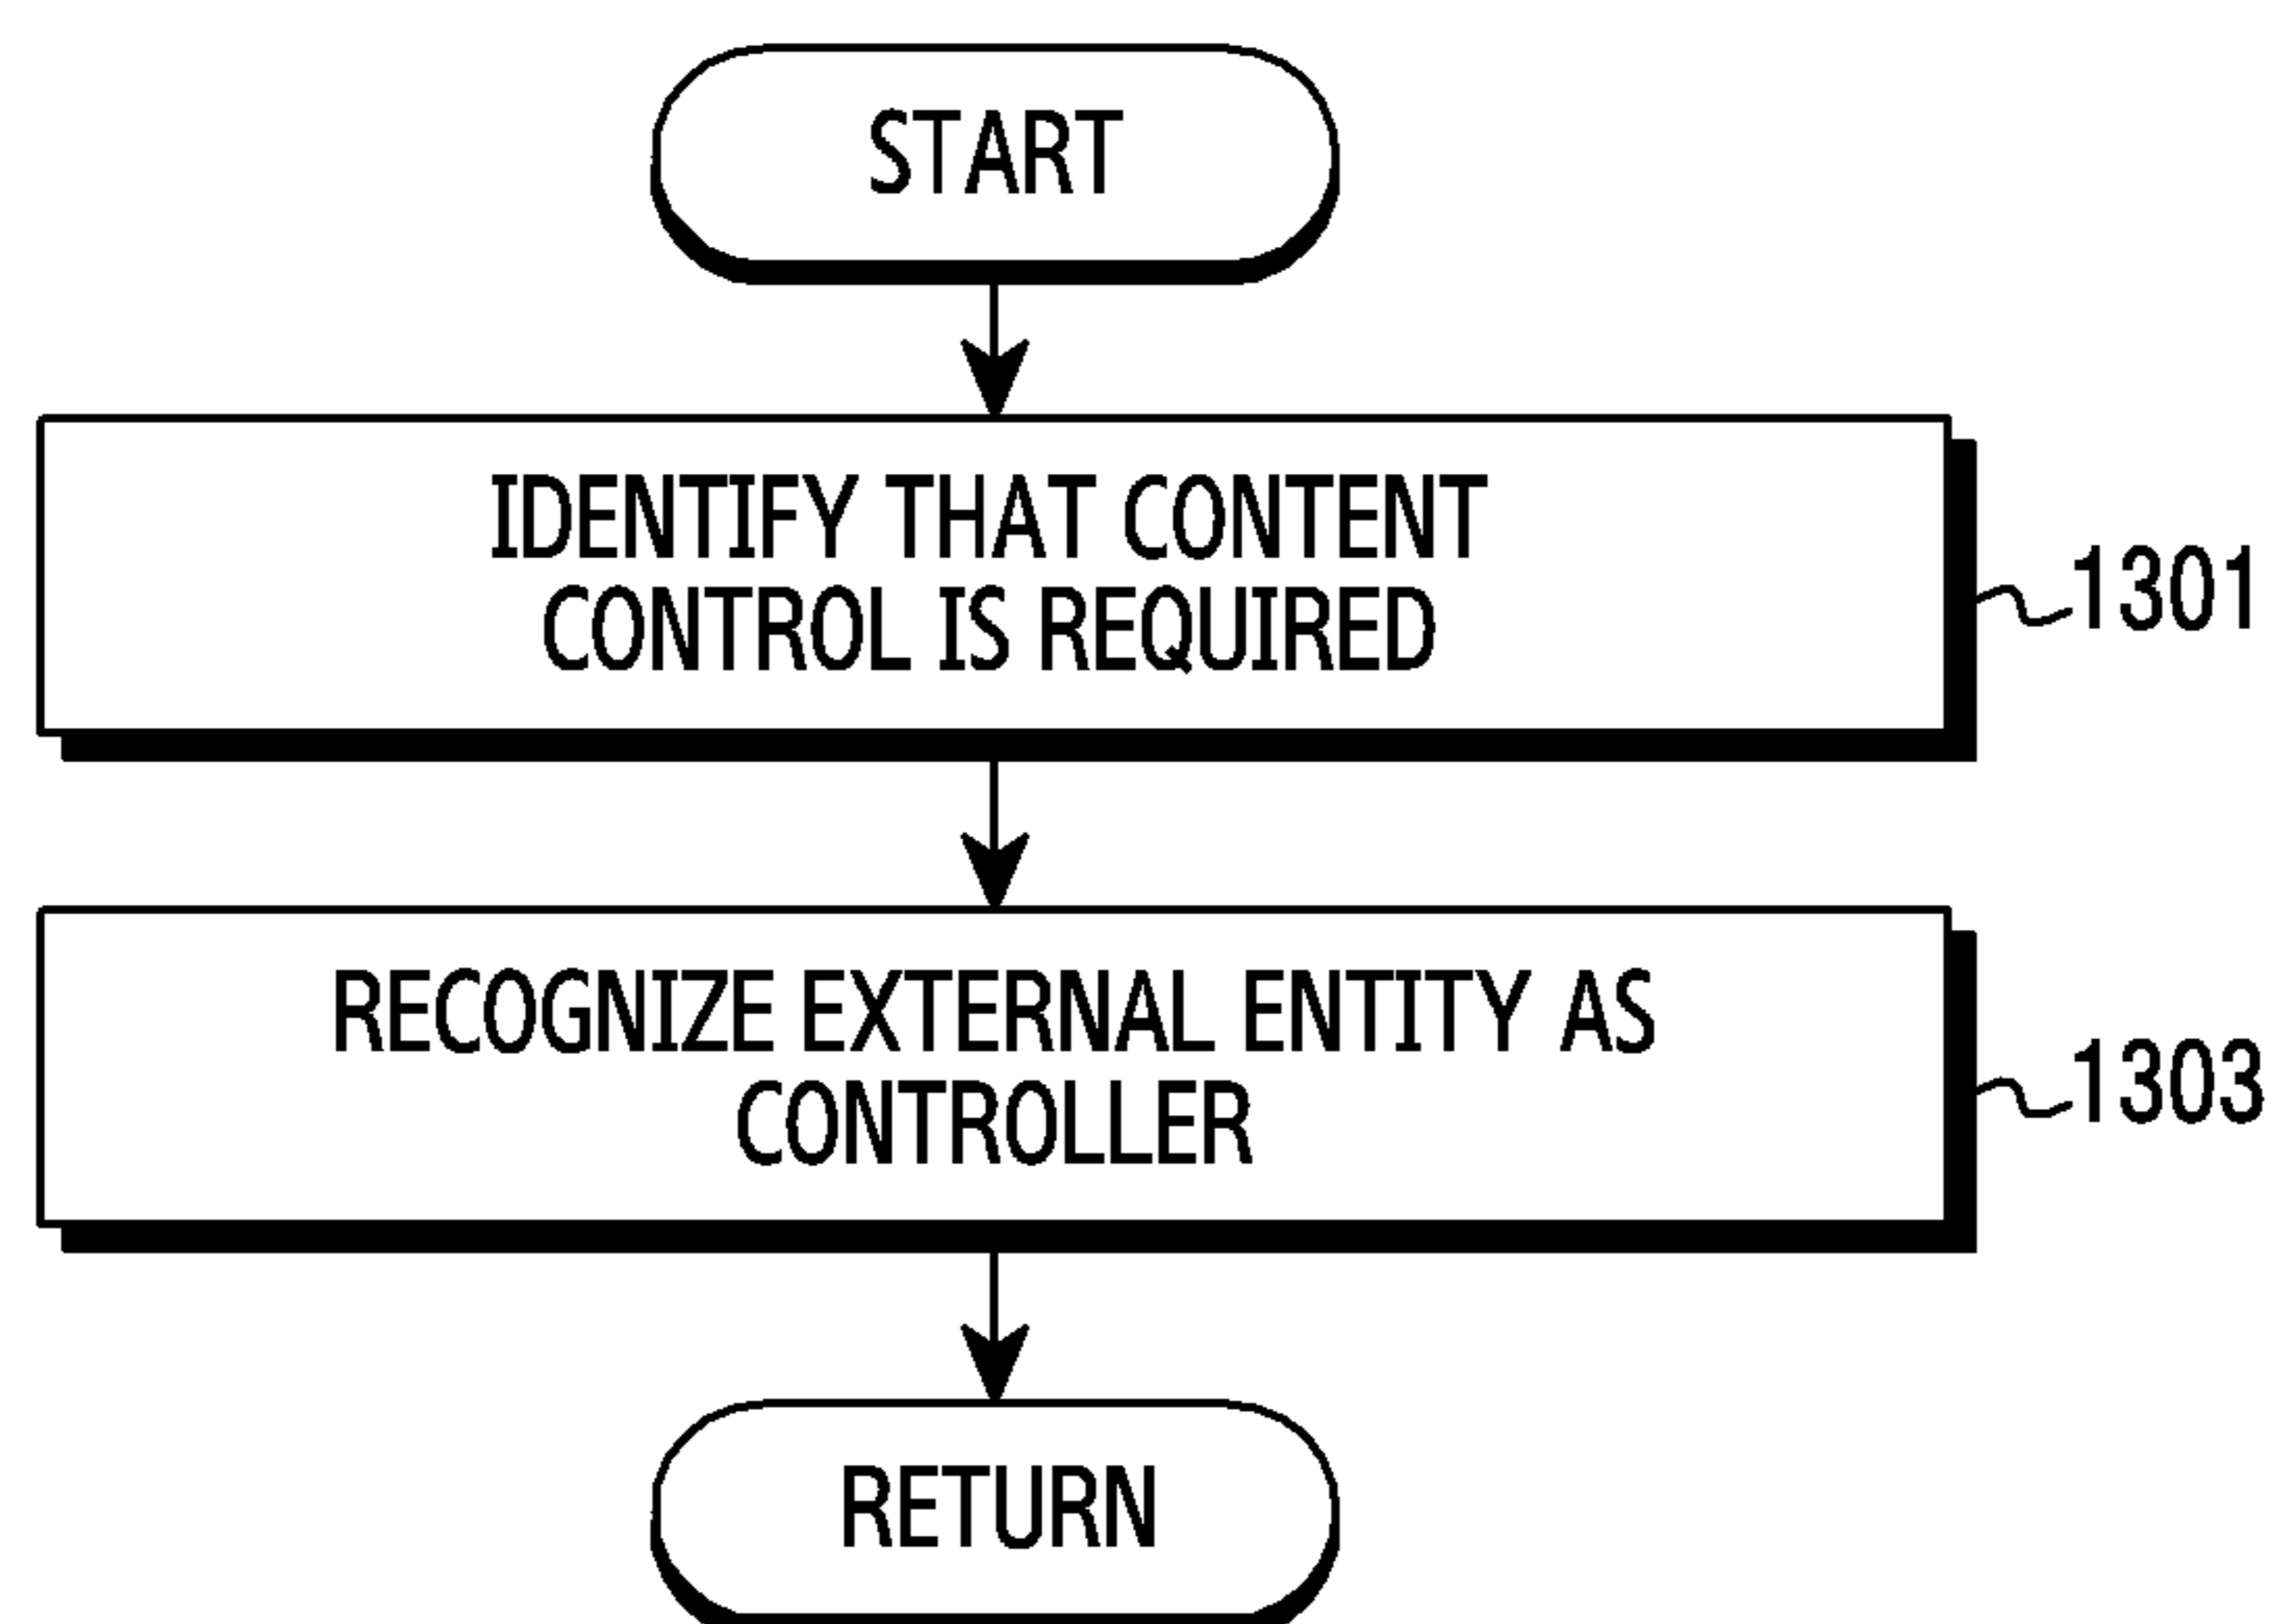 START
IDENTIFY THAT CONTENT
CONTROL IS REQUIRED
1301
RECOGNIZE EXTERNAL ENTITY AS
CONTROLLER
1303
RETURN